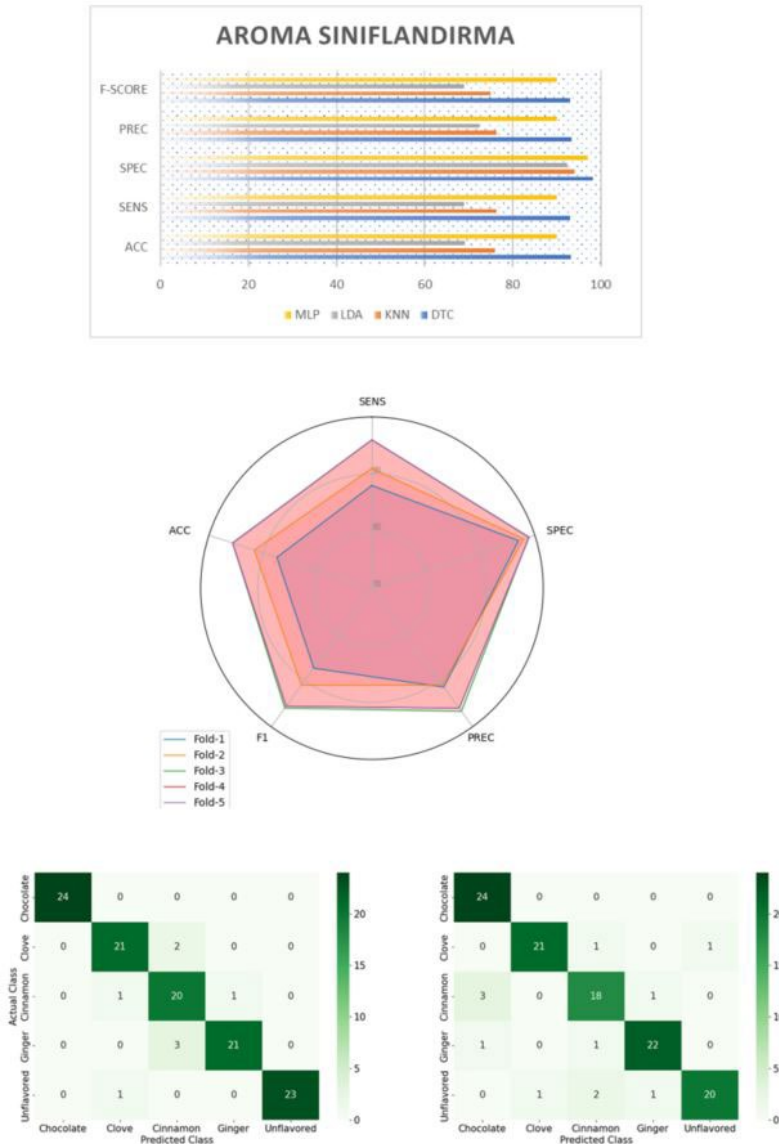 AROMA SINIFLANDIRMA
F-SCORE
PREC
SPEC
SENS
ACC
0 20 40 60 80 100
MLP LDA KNN DTC
SENS
ACC
SPEC
F1
PREC
Fold-1
Fold-2
Fold-3
Fold-4
Fold-5
Actual Class
Chocolate 24 0 0 0 0
Clove 0 21 2 0 0
Cinnamon 0 1 20 1 0
Ginger 0 0 3 21 0
Unflavored 0 1 0 0 23
Chocolate Clove Cinnamon Ginger Unflavored
Predicted Class
20
15
10
5
0
Chocolate 24 0 0 0 0
Clove 0 21 1 0 1
Cinnamon 3 0 18 1 0
Ginger 1 0 1 22 0
Unflavored 0 1 2 1 20
Chocolate Clove Cinnamon Ginger Unflavored
Predicted Class